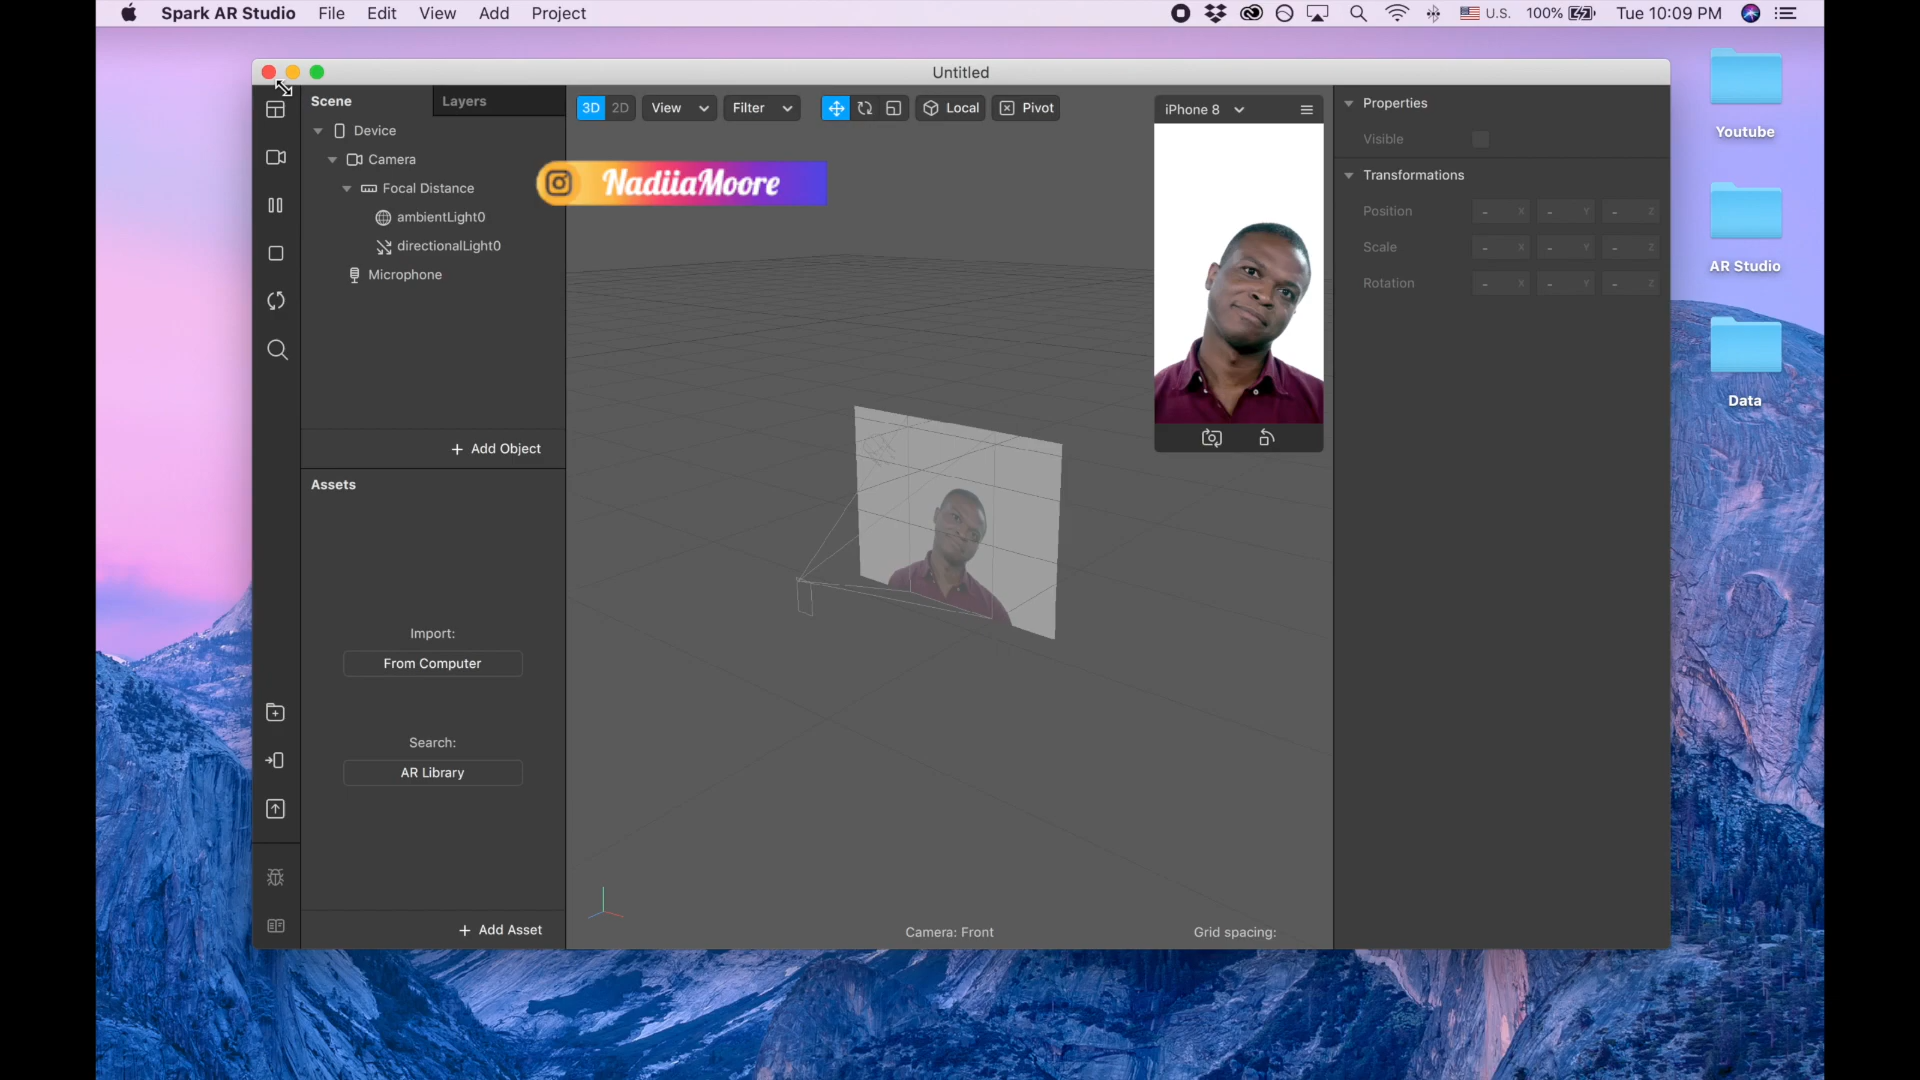 Spark AR Studio File Edit View Add Project
U.S. 100% Tue 10:09 PM
Untitled
Scene Layers
Device
Camera
Focal Distance
ambientLight0
directionalLight0
Microphone
+ Add Object
Assets
Import:
From Computer
Search:
AR Library
+ Add Asset
3D 2D View Filter Local Pivot
NadiiaMoore
iPhone 8
Camera: Front
Grid spacing:
Properties
Visible
Transformations
Position - X - Y - Z
Scale - X - Y - Z
Rotation - X - Y - Z
Youtube
AR Studio
Data